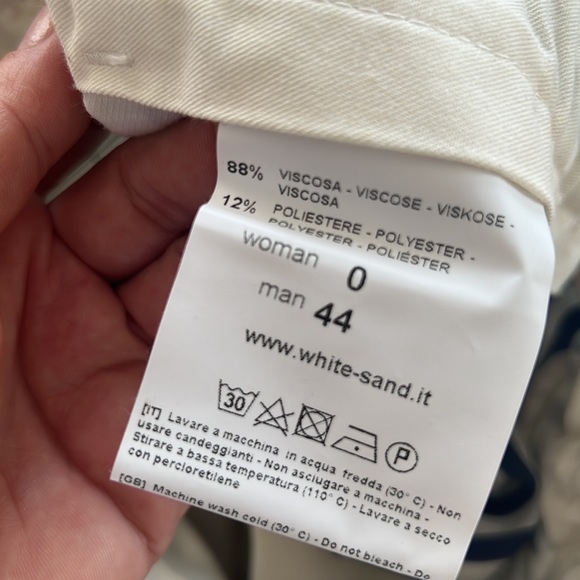 88% VISCOSA - VISCOSE - VISKOSE -
VISCOSA
12% POLIESTERE - POLYESTER -
POLYESTER - POLIÉSTER
woman 0
man 44
www.white-sand.it
30 P
[IT] Lavare a macchina in acqua fredda (30° C) - Non
usare candeggianti - Non asciugare a macchina -
Stirare a bassa temperatura (110° C) - Lavare a secco
con percloretilene
[GB] Machine wash cold (30° C) - Do not bleach - Do